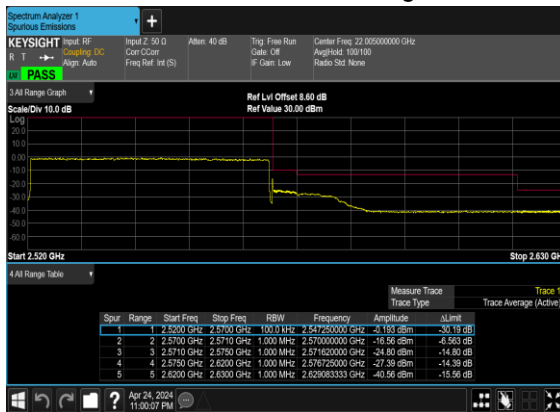 Spectrum Analyzer 1
Spurious Emissions
+
KEYSIGHT Input: RF Input Z: 50 Ω Atten: 40 dB Trig: Free Run Center Freq: 22.005000000 GHz
R T Coupling: DC Corr CCorr Gate: Off Avg|Hold: 100/100
Align: Auto Freq Ref: Int (S) IF Gain: Low Radio Std: None
PASS
3 All Range Graph
Ref Lvl Offset 8.60 dB
Scale/Div 10.0 dB Ref Value 30.00 dBm
Log
20.0
10.0
0.00
-10.0
-20.0
-30.0
-40.0
-50.0
-60.0
Start 2.520 GHz Stop 2.630 GH
4 All Range Table
Measure Trace Trace 1
Trace Type Trace Average (Active)
Spur Range Start Freq Stop Freq RBW Frequency Amplitude ΔLimit
1 1 2.5200 GHz 2.5700 GHz 100.0 kHz 2.547250000 GHz -0.193 dBm -30.19 dB
2 2 2.5700 GHz 2.5710 GHz 1.000 MHz 2.570000000 GHz -16.56 dBm -6.563 dB
3 3 2.5710 GHz 2.5750 GHz 1.000 MHz 2.571620000 GHz -24.80 dBm -14.80 dB
4 4 2.5750 GHz 2.6200 GHz 1.000 MHz 2.576725000 GHz -27.39 dBm -14.39 dB
5 5 2.6200 GHz 2.6300 GHz 1.000 MHz 2.629083333 GHz -40.56 dBm -15.56 dB
? Apr 24, 2024
11:00:07 PM